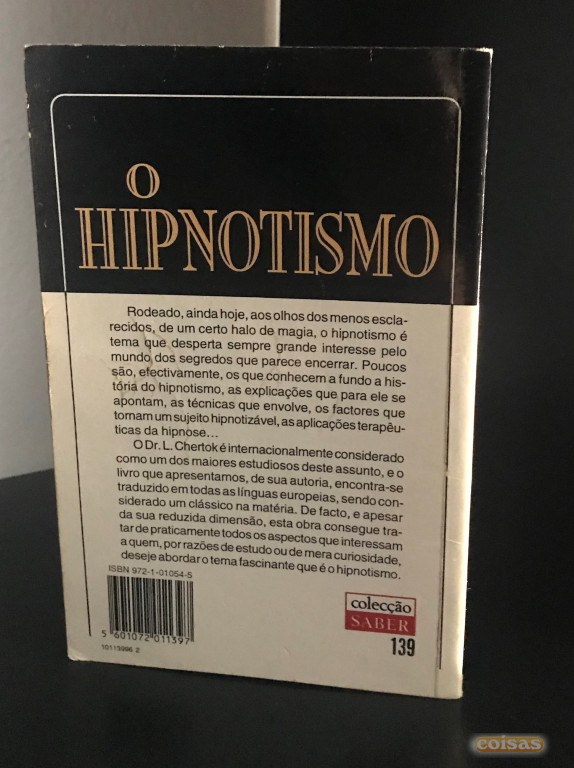 O
HIPNOTISMO
Rodeado, ainda hoje, aos olhos dos menos escla-
recidos, de um certo halo de magia, o hipnotismo é
tema que desperta sempre grande interesse pelo
mundo dos segredos que parece encerrar. Poucos
são, efectivamente, os que conhecem a fundo a his-
tória do hipnotismo, as explicações que para ele se
apontam, as técnicas que envolve, os factores que
tornam um sujeito hipnotizável, as aplicações terapêu-
ticas da hipnose...
O Dr. L. Chertok é internacionalmente considerado
como um dos maiores estudiosos deste assunto, e o
livro que apresentamos, de sua autoria, encontra-se
traduzido em todas as línguas europeias, sendo con-
siderado um clássico na matéria. De facto, e apesar
da sua reduzida dimensão, esta obra consegue tra-
tar de praticamente todos os aspectos que interessam
a quem, por razões de estudo ou de mera curiosidade,
deseje abordar o tema fascinante que é o hipnotismo.
ISBN 972-1-01054-5
5 601072 011397
colecção
SABER
139
coisas